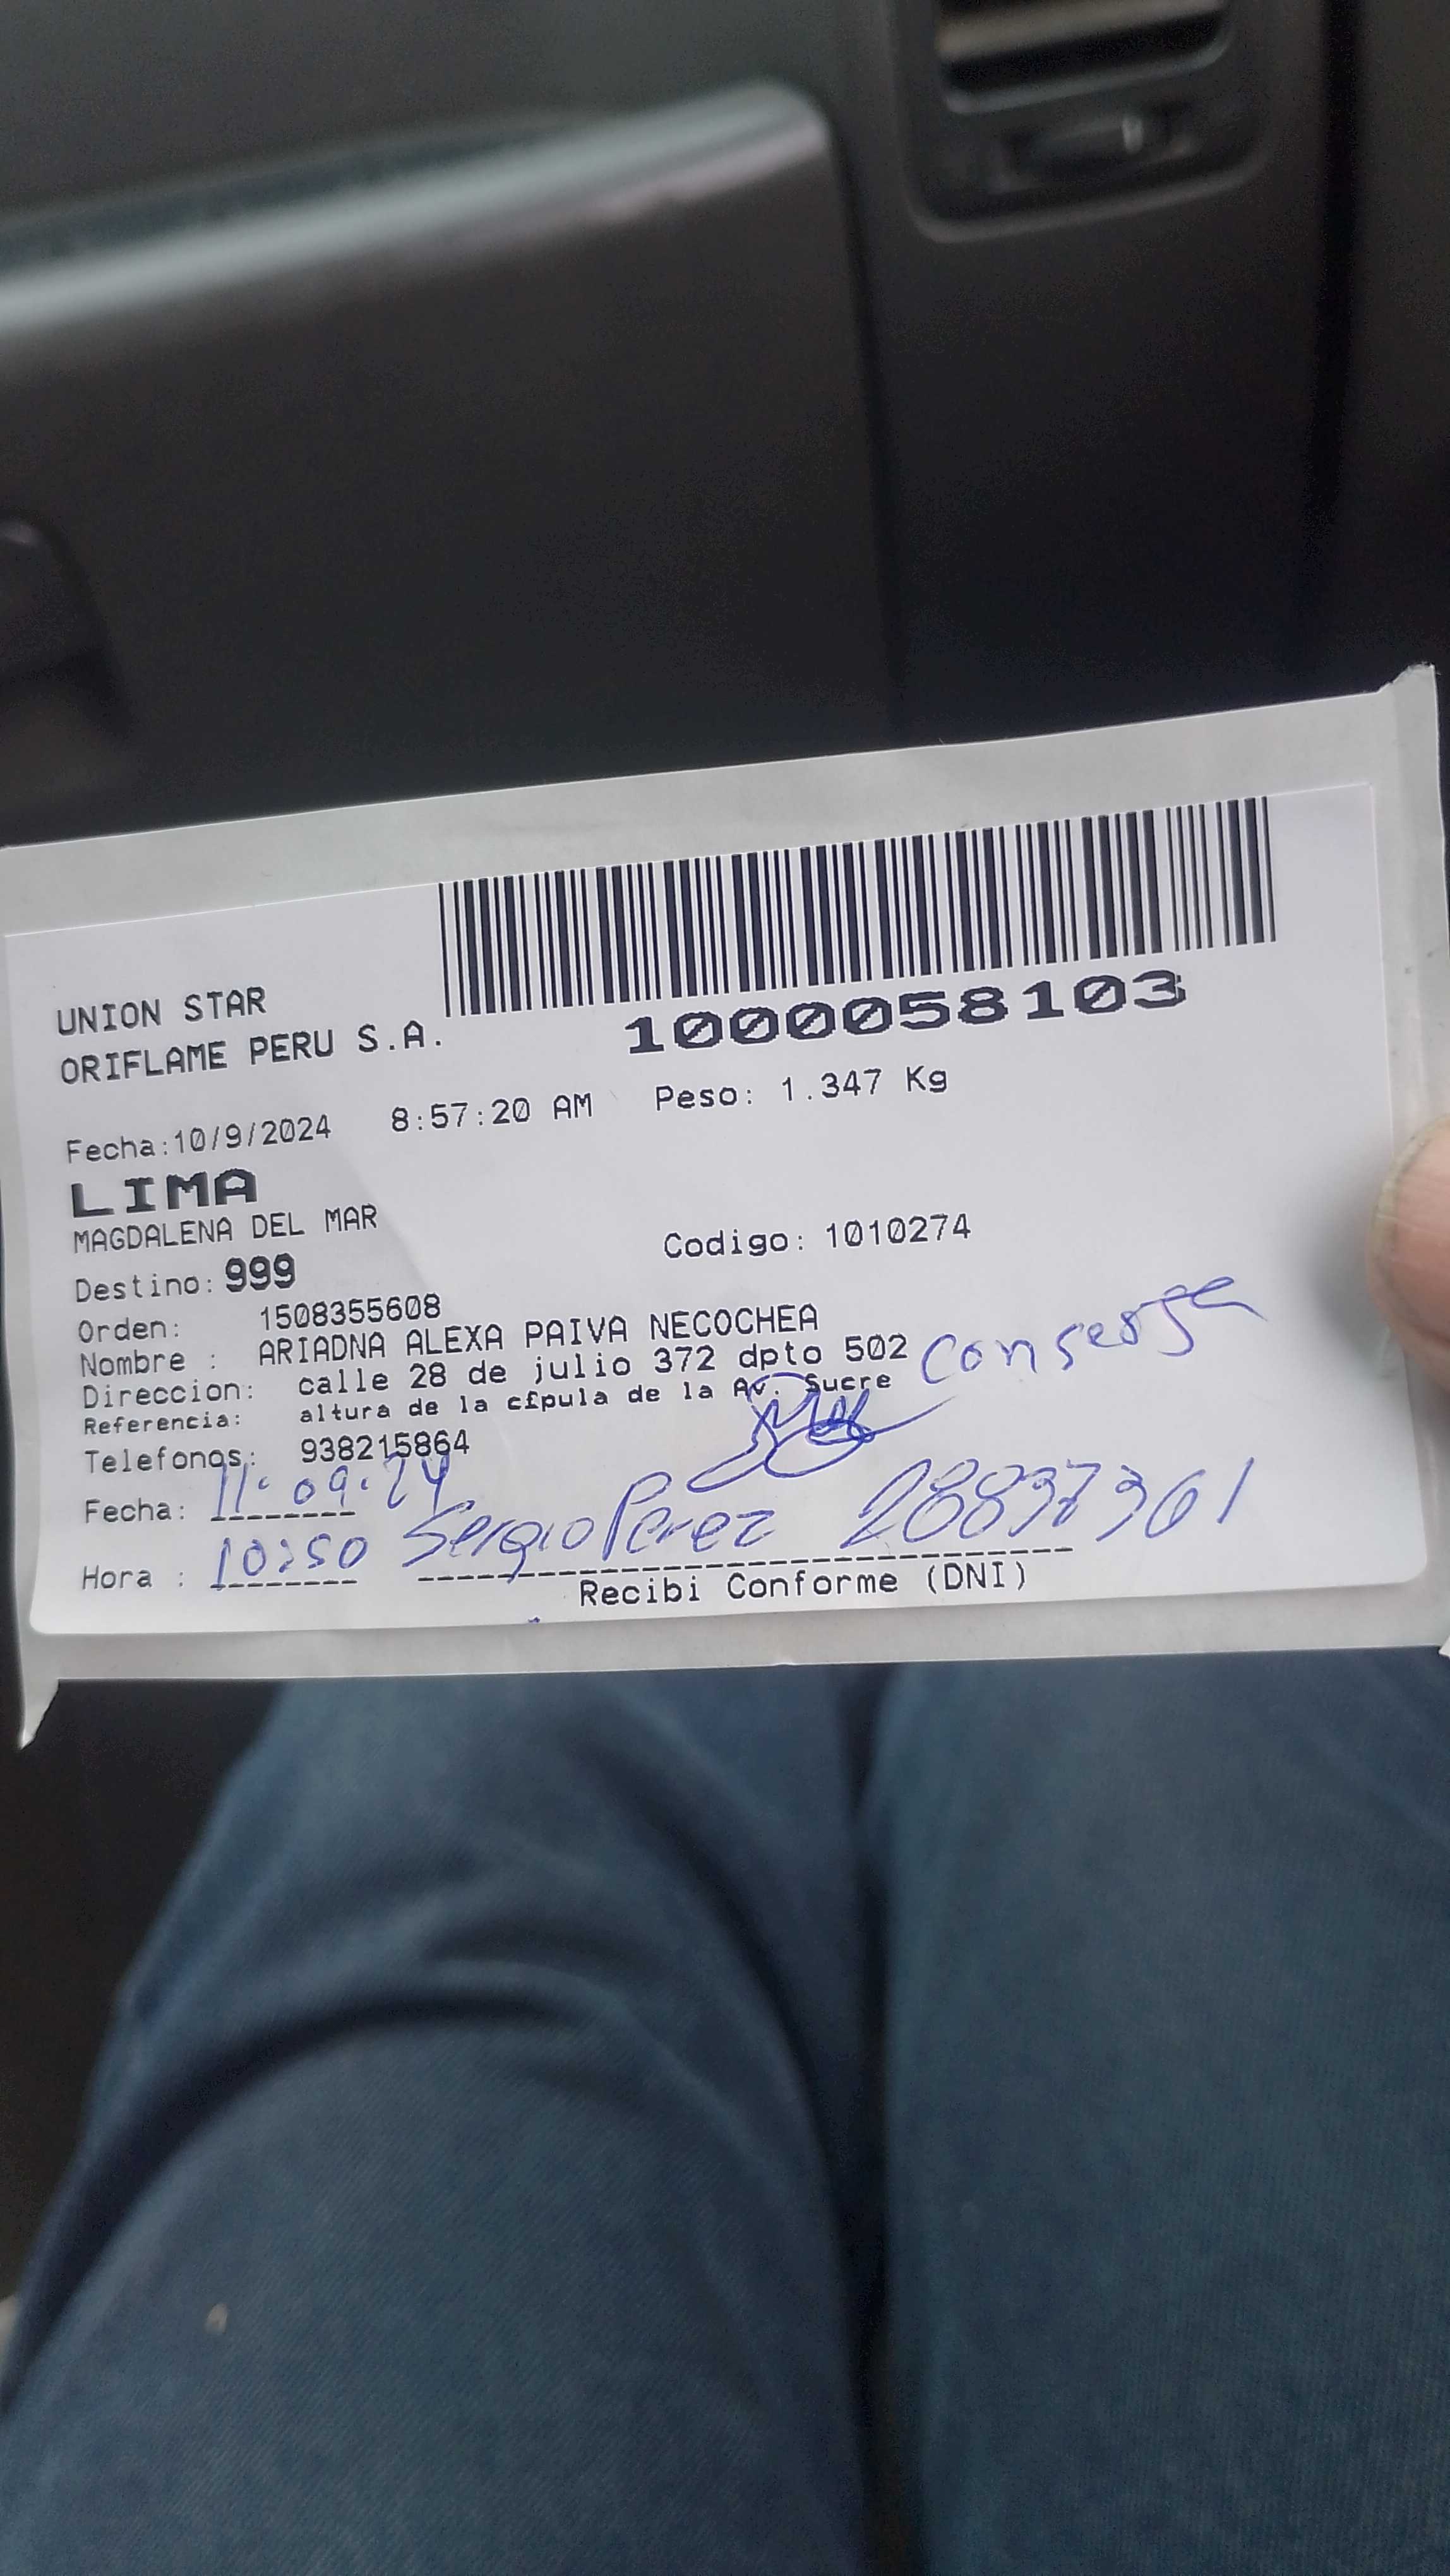 UNION STAR
ORIFLAME PERU S.A.
1000058103
Fecha:10/9/2024 8:57:20 AM Peso: 1.347 Kg
LIMA
MAGDALENA DEL MAR
Codigo: 1010274
Destino: 999
Orden: 1508355608
Nombre : ARIADNA ALEXA PAIVA NECOCHEA
Direccion: calle 28 de julio 372 dpto 502
Conserje
Referencia: altura de la cfpula de la Av. Sucre
Telefonos: 938215864
Fecha: 11.09.24
Hora : 10:50 Sergio Perez 28837361
Recibi Conforme (DNI)